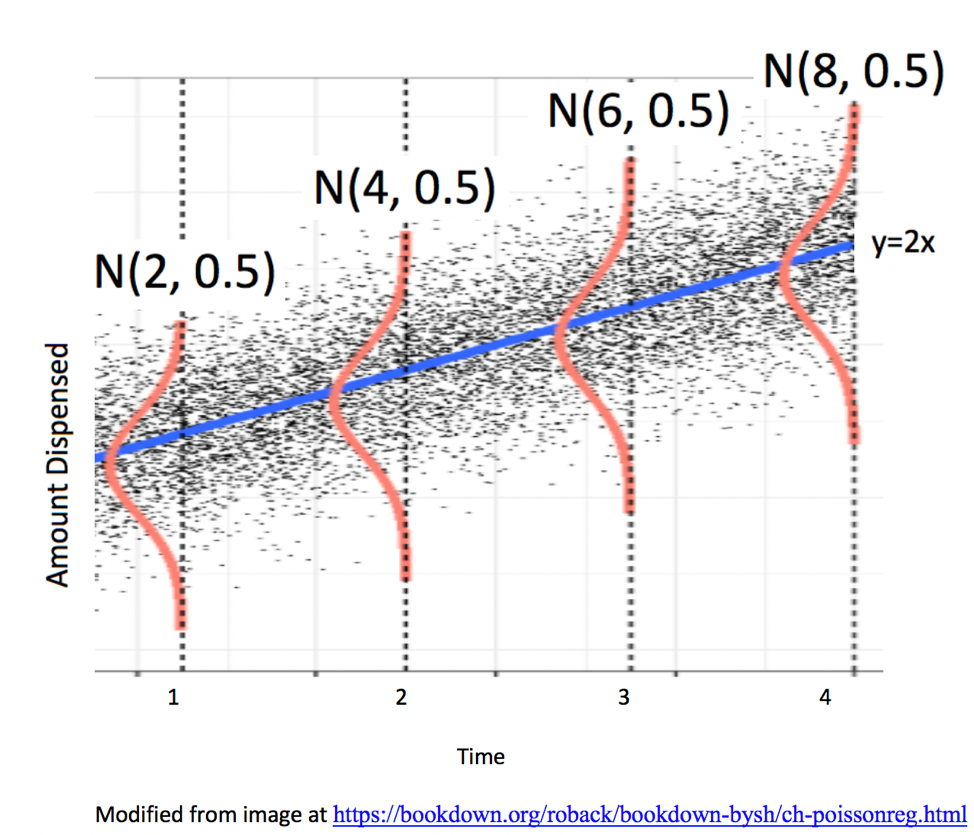 N(8, 0.5)
N(6, 0.5)
N(4, 0.5)
N(2, 0.5)
y=2x
Amount Dispensed
1 2 3 4
Time
Modified from image at https://bookdown.org/roback/bookdown-bysh/ch-poissonreg.html